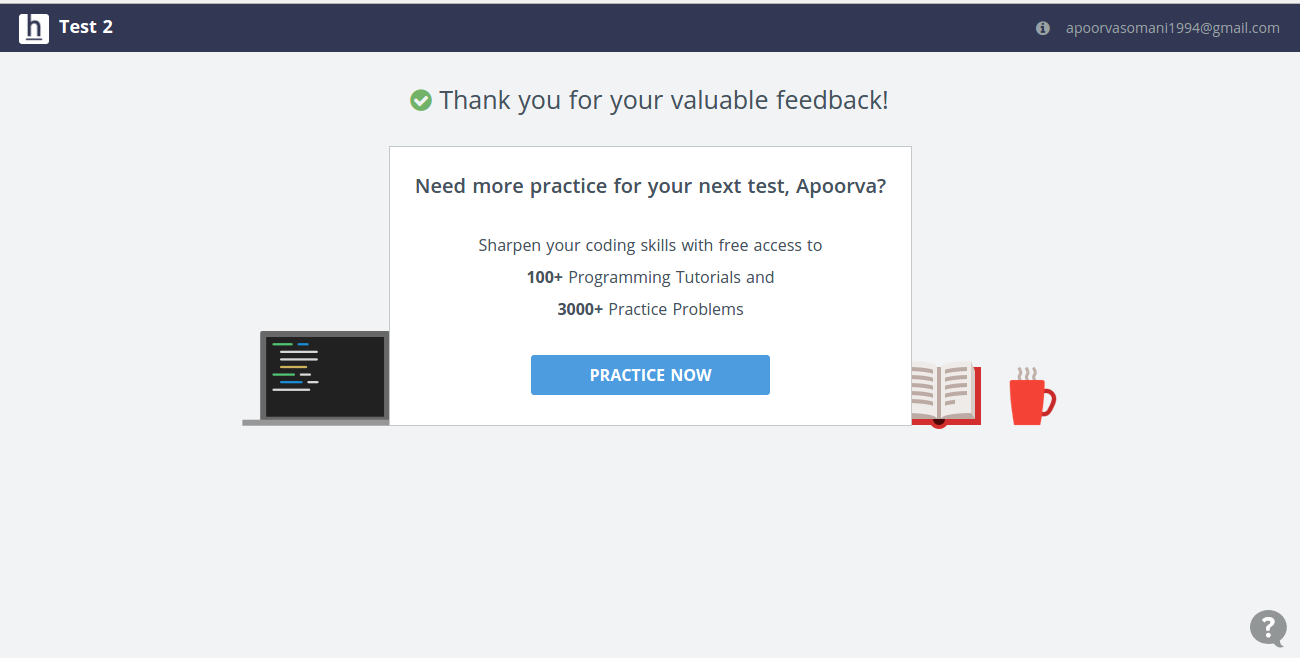 h Test 2
apoorvasomani1994@gmail.com
Thank you for your valuable feedback!
Need more practice for your next test, Apoorva?
Sharpen your coding skills with free access to
100+ Programming Tutorials and
3000+ Practice Problems
PRACTICE NOW
?